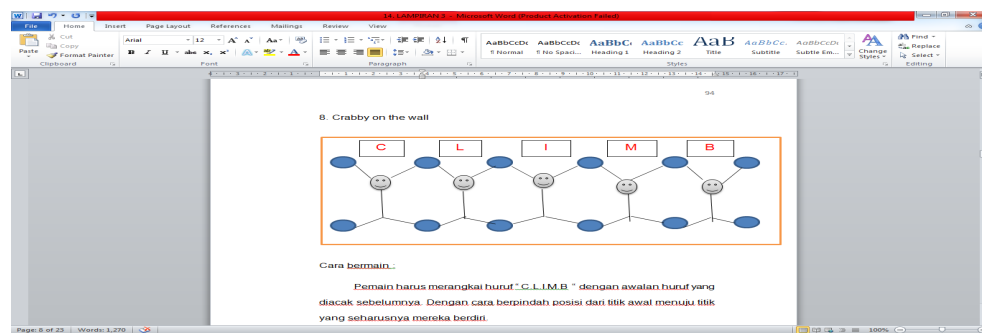 14. LAMPIRAN 3 - Microsoft Word (Product Activation Failed)
File Home Insert Page Layout References Mailings Review View
Cut
Copy
Format Painter
Paste
Clipboard
Arial 12
Font
Paragraph
AaBbCcDc AaBbCcDc AaBbC AaBbCc AaB AaBbCc. AaBbCcDc
¶ Normal ¶ No Spaci... Heading 1 Heading 2 Title Subtitle Subtle Em...
Change Styles
Styles
Find
Replace
Select
Editing
94
8. Crabby on the wall
C L I M B
Cara bermain :
Pemain harus merangkai huruf " C.L.I.M.B " dengan awalan huruf yang
diacak sebelumnya. Dengan cara berpindah posisi dari titik awal menuju titik
yang seharusnya mereka berdiri.
Page: 8 of 25 Words: 1,270 100%